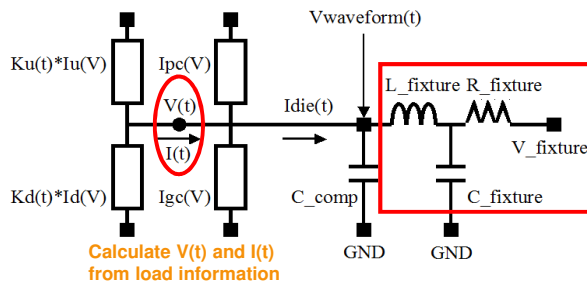 Vwaveform(t)
Ku(t)*Iu(V)
Ipc(V)
L_fixture
R_fixture
V(t)
Idie(t)
V_fixture
I(t)
Kd(t)*Id(V)
Igc(V)
C_comp
C_fixture
GND
GND
Calculate V(t) and I(t)
from load information